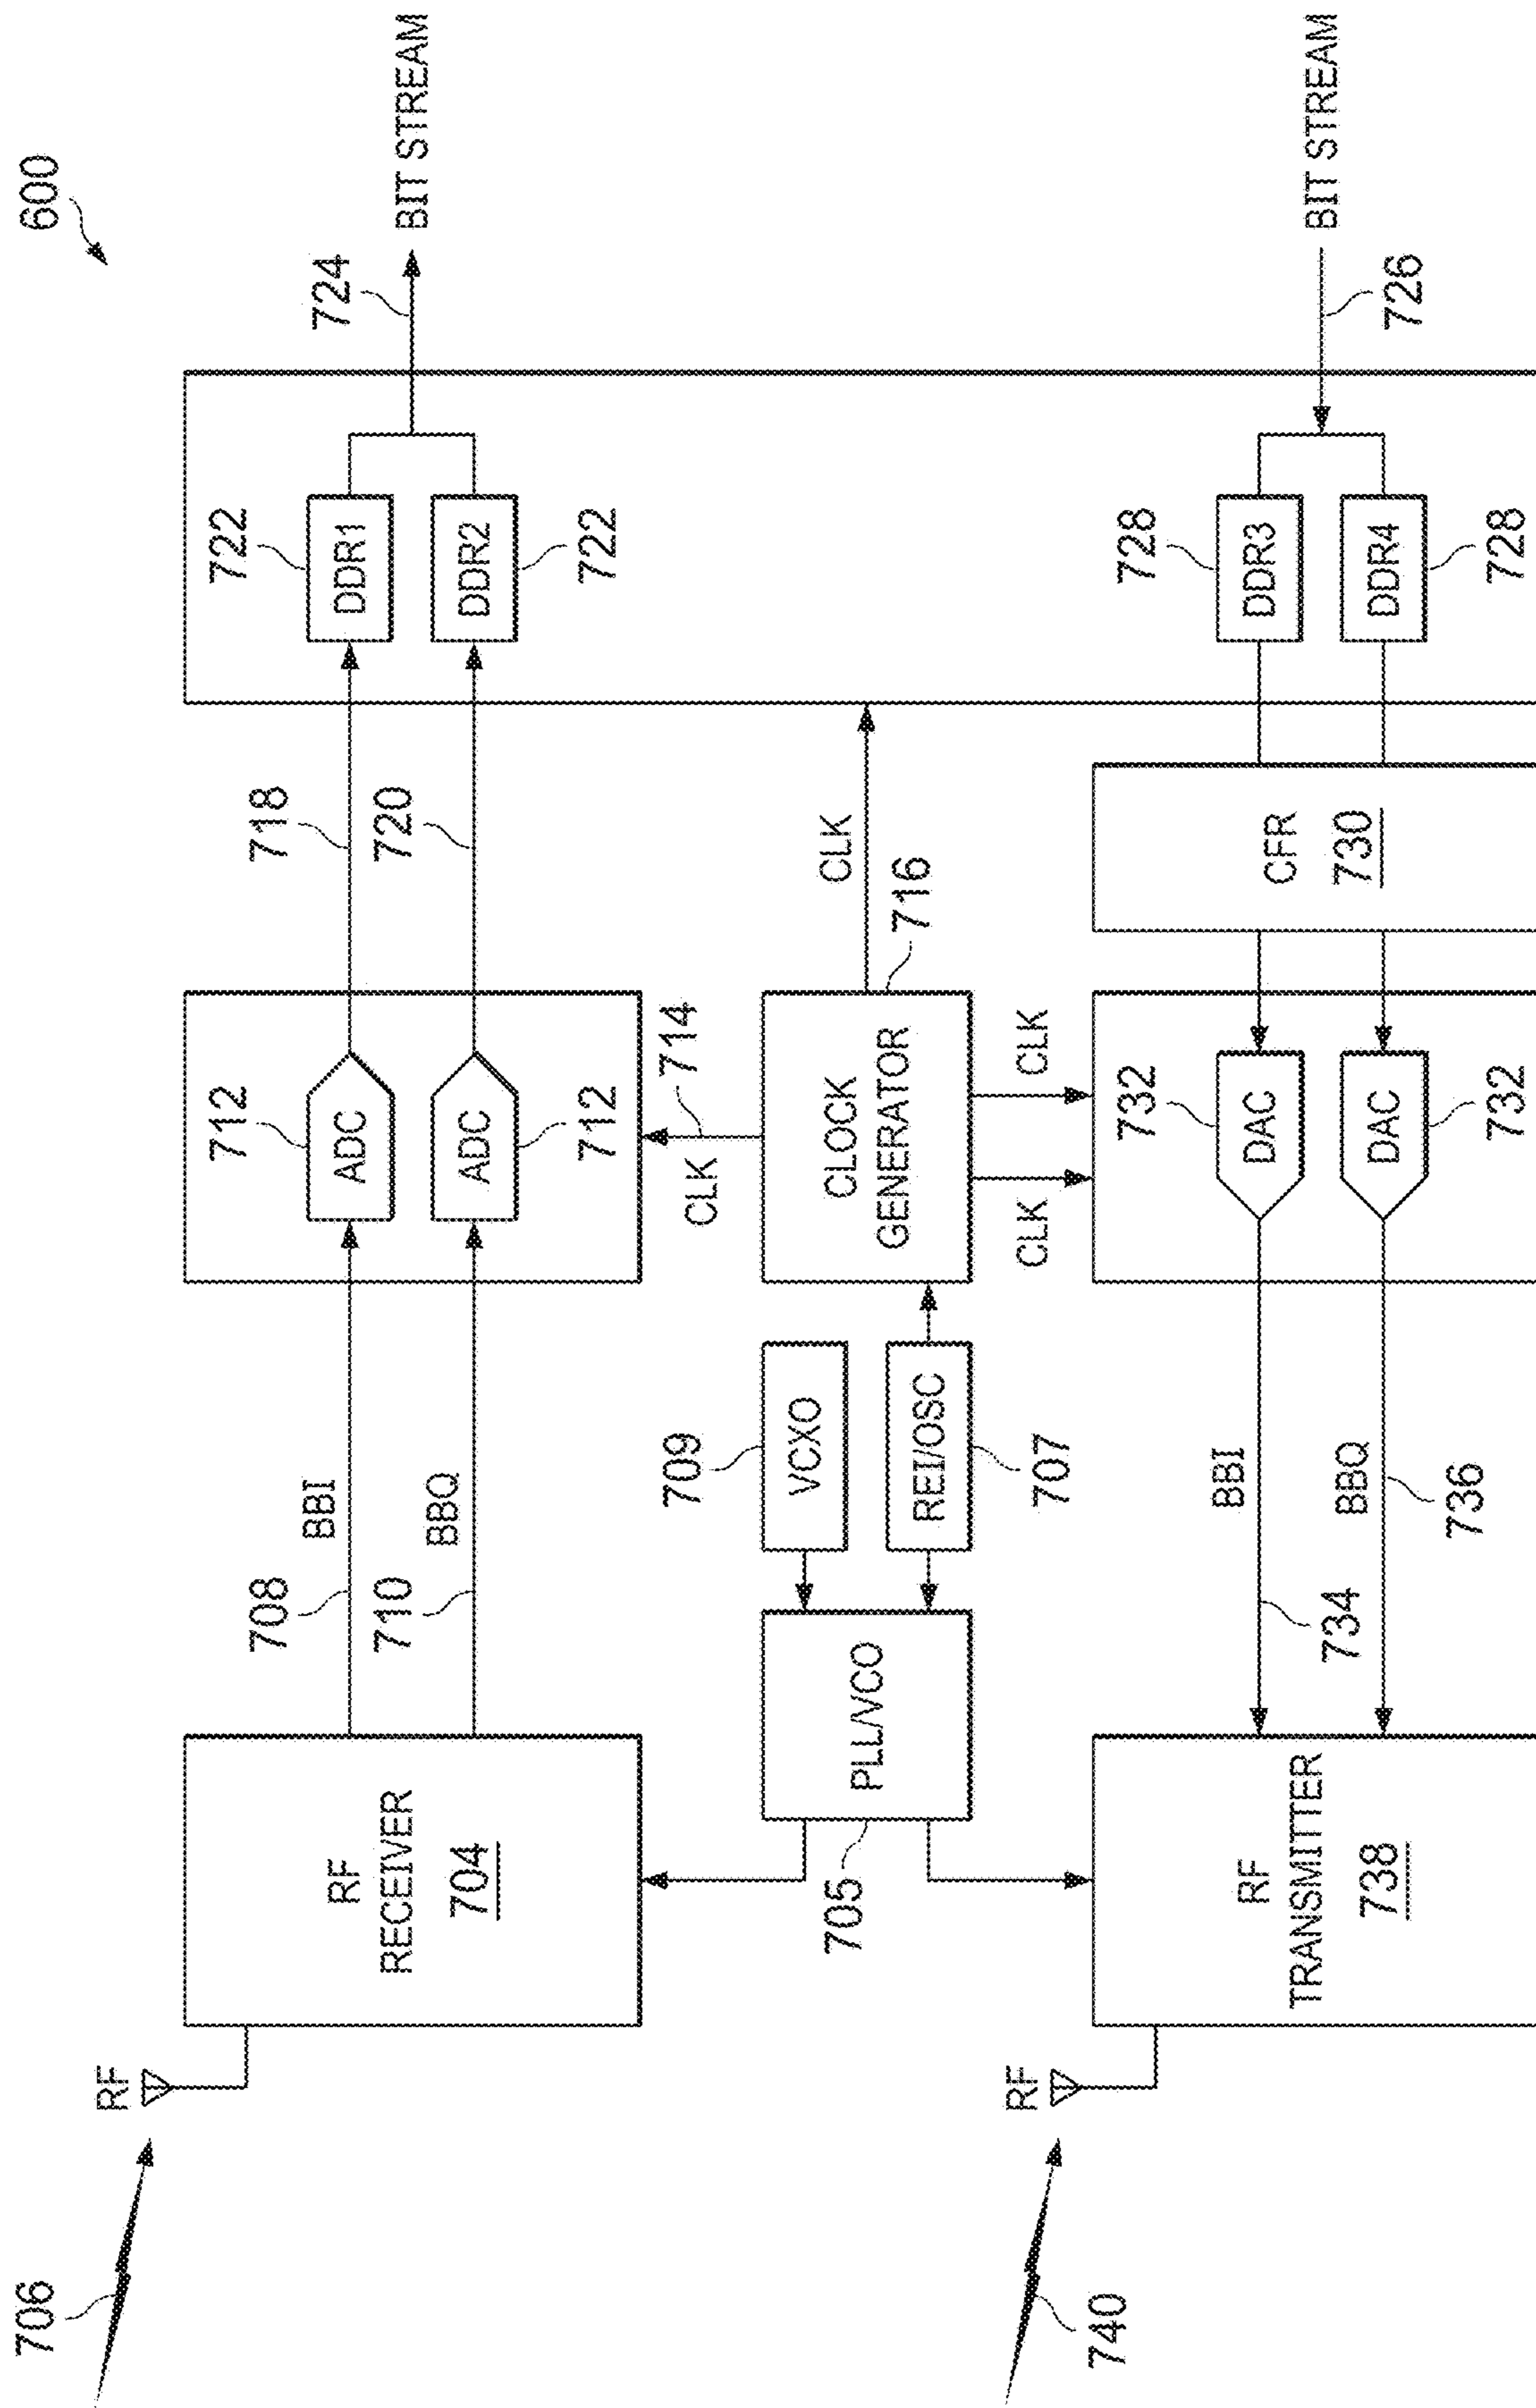 600
706
RF
RF
RECEIVER
704
708
BBI
710
BBQ
712
ADC
ADC
712
718
720
722
DDR1
DDR2
722
724
BIT STREAM
705
PLL/VCO
709
VCXO
REI/OSC
707
CLOCK
GENERATOR
716
CLK
714
CLK
CLK
CLK
740
RF
RF
TRANSMITTER
738
734
BBI
BBQ
736
732
DAC
DAC
732
CFR
730
728
DDR3
DDR4
728
726
BIT STREAM